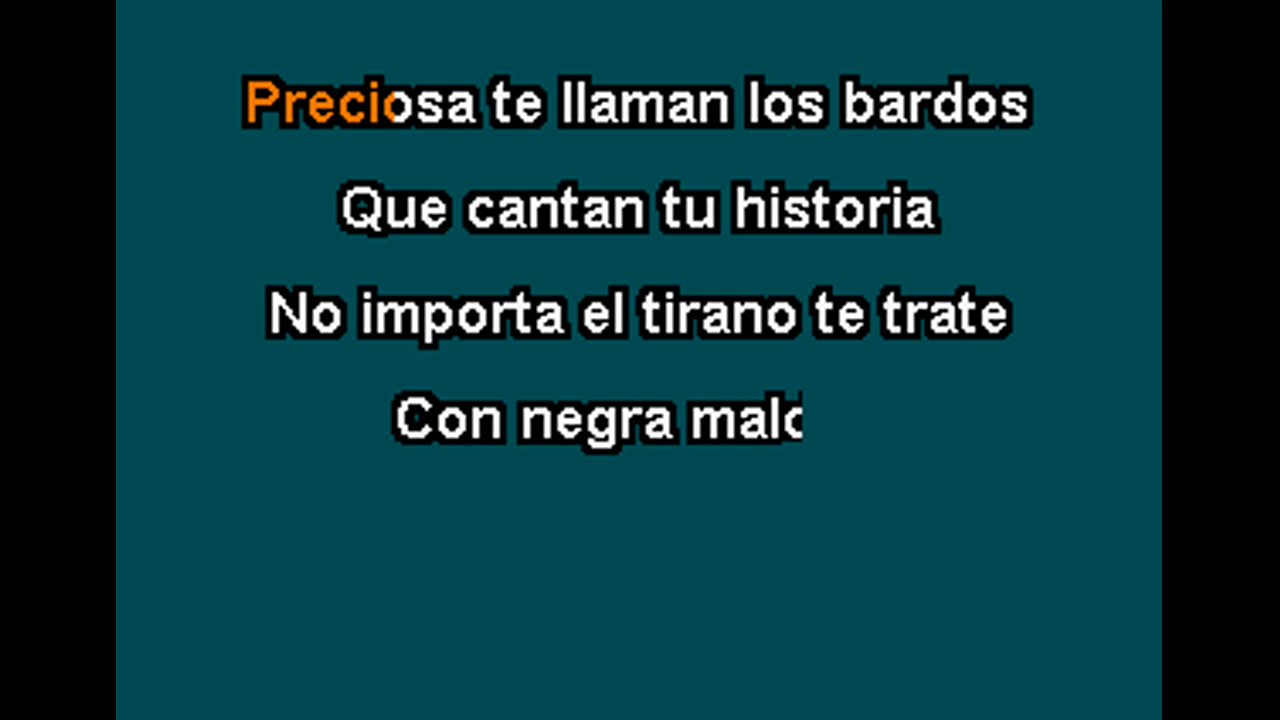 Preciosa te llaman los bardos
Que cantan tu historia
No importa el tirano te trate
Con negra